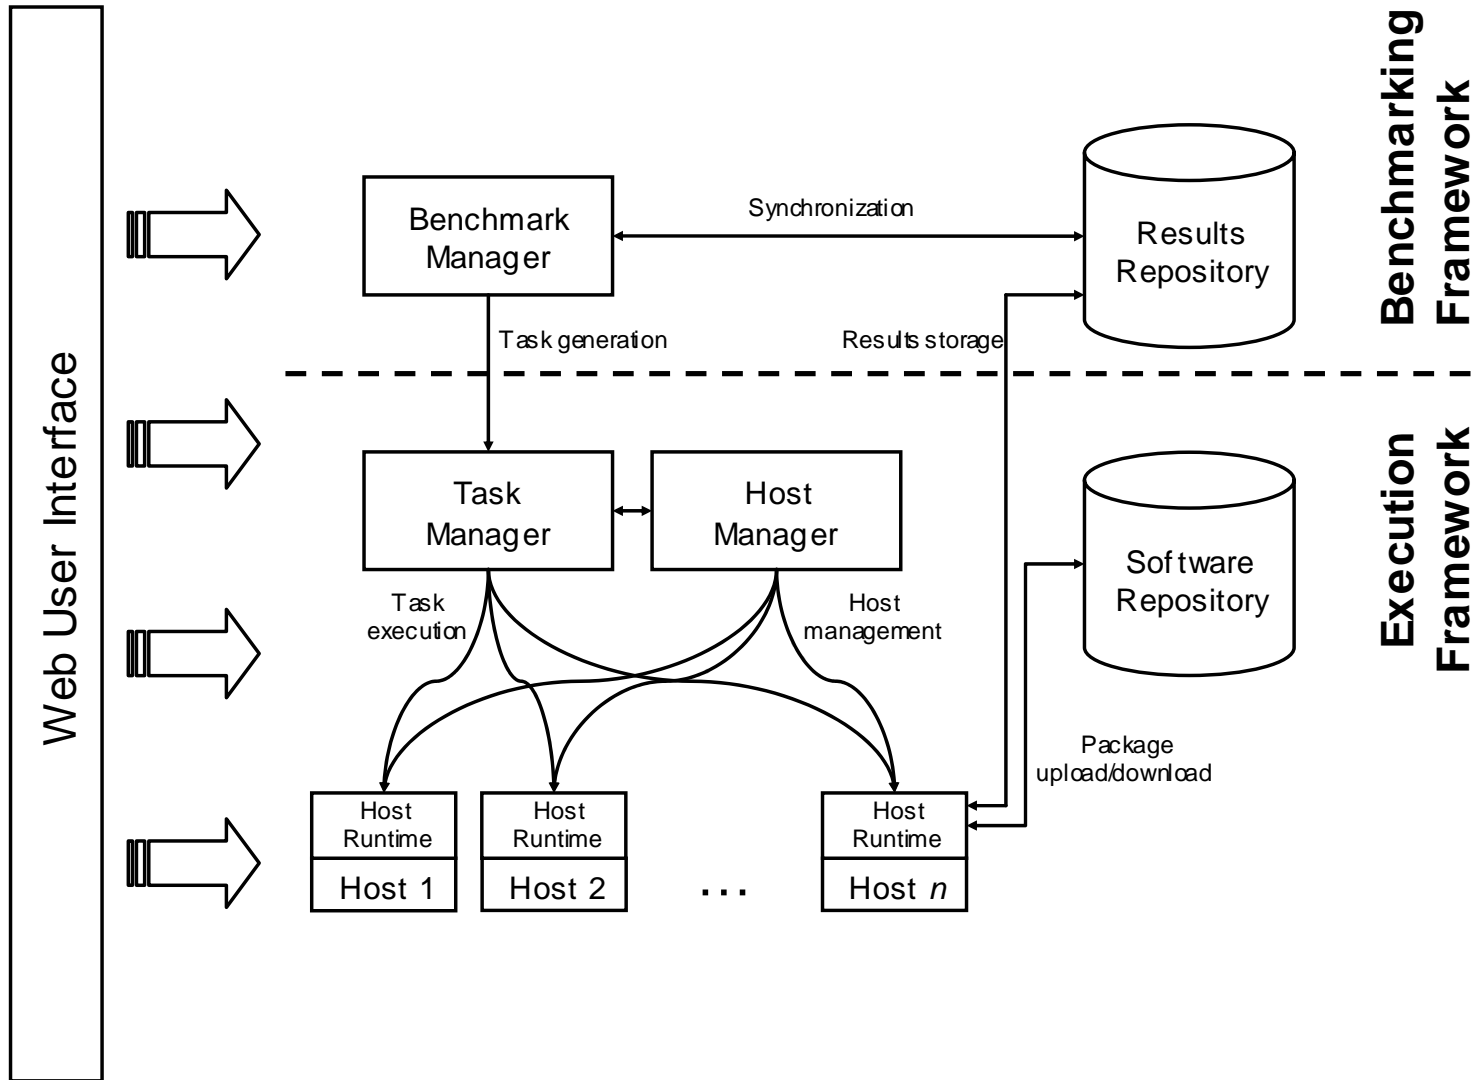 Web User Interface
Benchmarking
Framework
Benchmark
Manager
Synchronization
Results
Repository
Task generation
Results storage
Execution
Framework
Task
Manager
Host
Manager
Software
Repository
Task
execution
Host
management
Package
upload/download
Host
Runtime
Host 1
Host
Runtime
Host 2
...
Host
Runtime
Host n